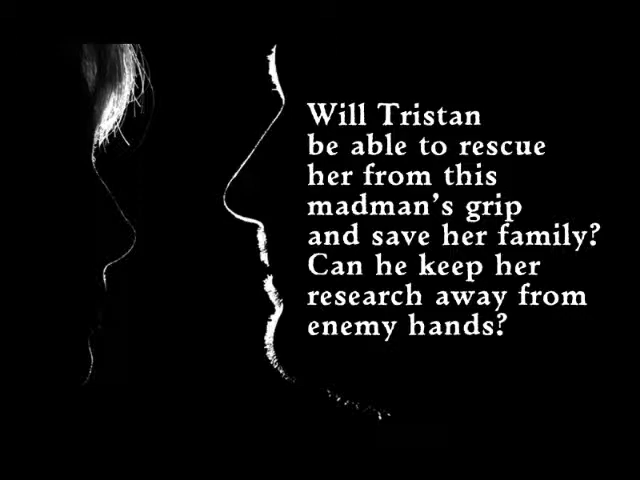 Will Tristan
be able to rescue
her from this
madman's grip
and save her family?
Can he keep her
research away from
enemy hands?